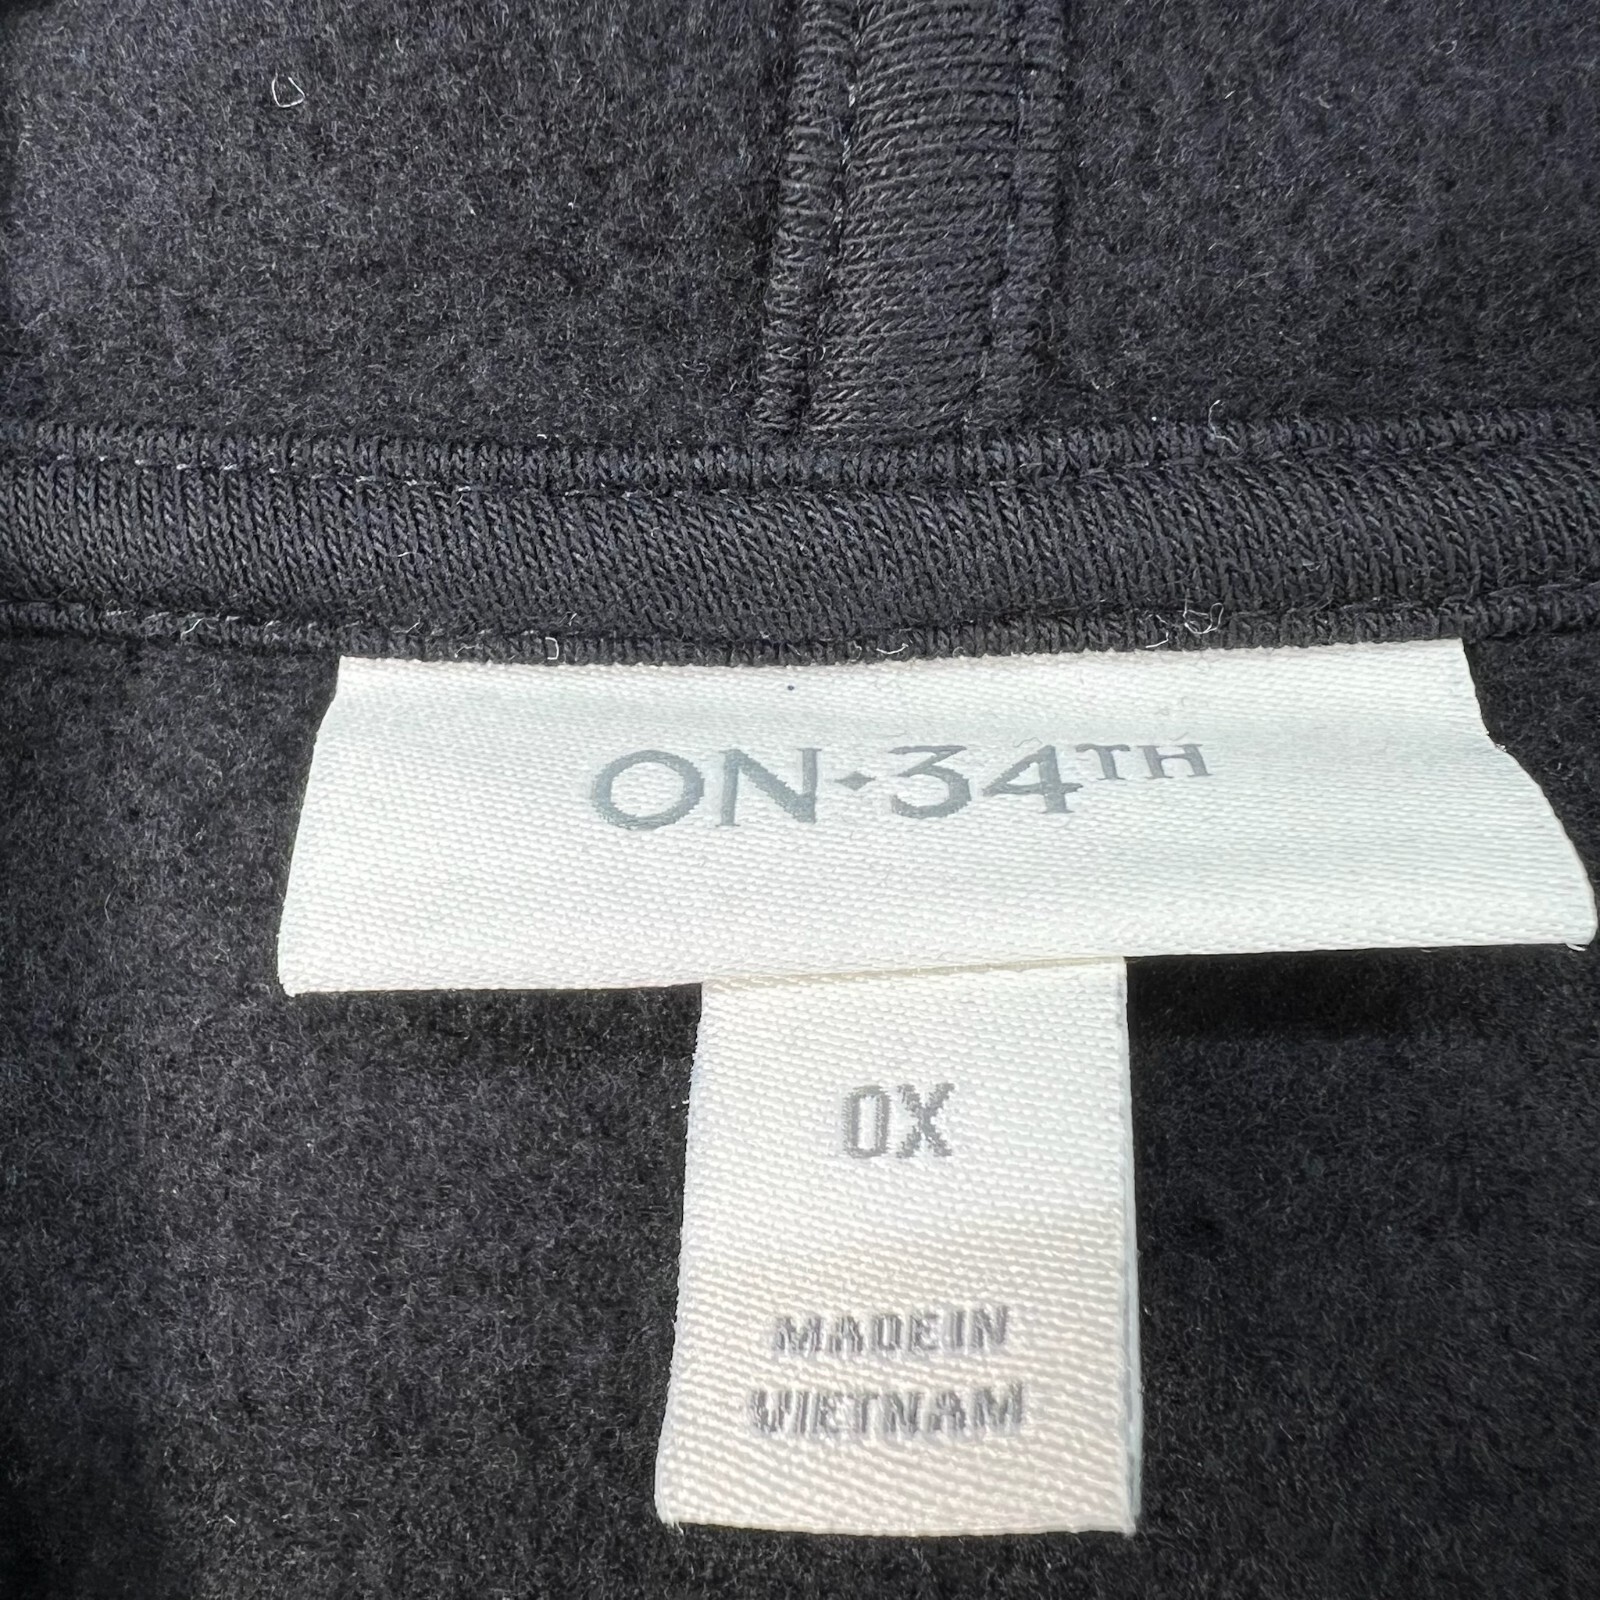 ON·34TH
0X
MADE IN
VIETNAM